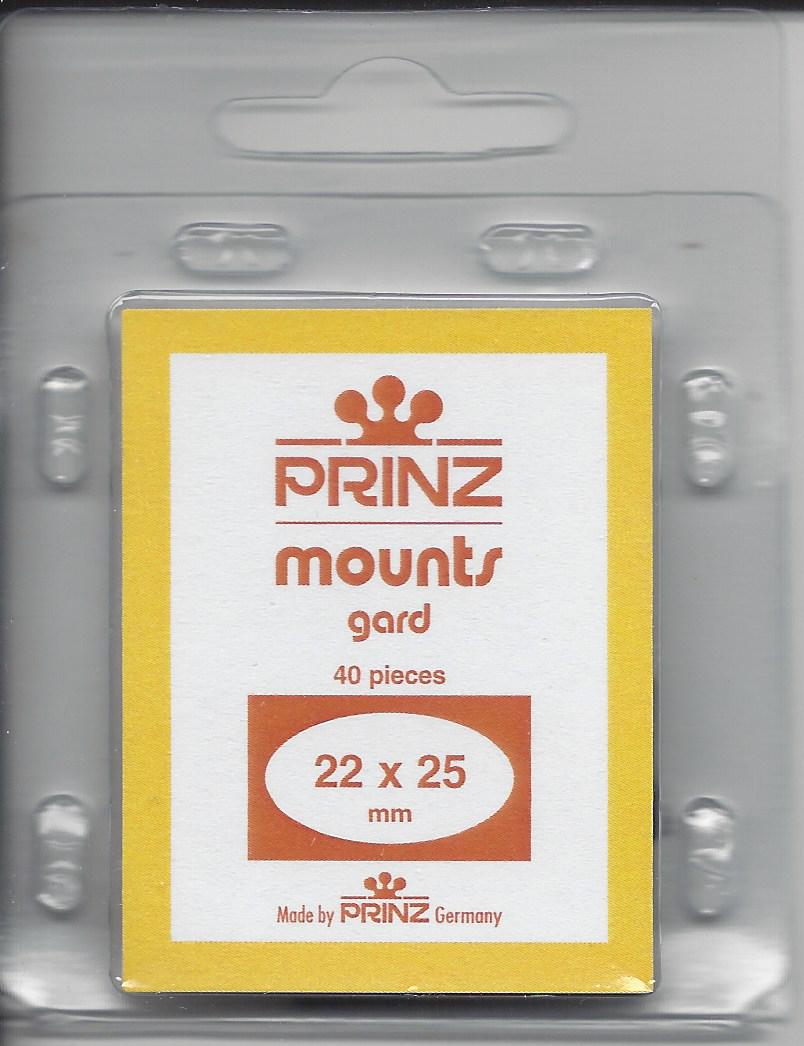 PRINZ
mounts
gard
40 pieces
22 x 25
mm
Made by PRINZ Germany